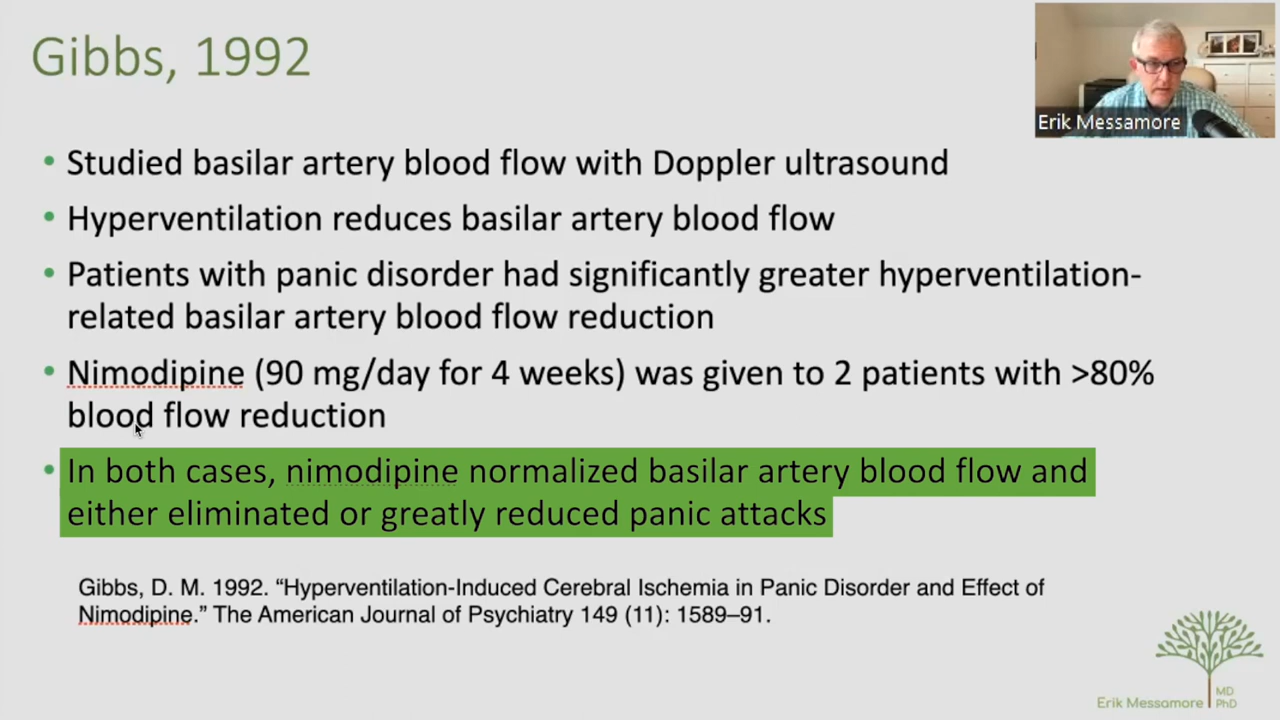 Gibbs, 1992
Erik Messamore
• Studied basilar artery blood flow with Doppler ultrasound
• Hyperventilation reduces basilar artery blood flow
• Patients with panic disorder had significantly greater hyperventilation-
related basilar artery blood flow reduction
• Nimodipine (90 mg/day for 4 weeks) was given to 2 patients with >80%
blood flow reduction
• In both cases, nimodipine normalized basilar artery blood flow and
either eliminated or greatly reduced panic attacks
Gibbs, D. M. 1992. “Hyperventilation-Induced Cerebral Ischemia in Panic Disorder and Effect of
Nimodipine.” The American Journal of Psychiatry 149 (11): 1589–91.
Erik Messamore
MD
PhD